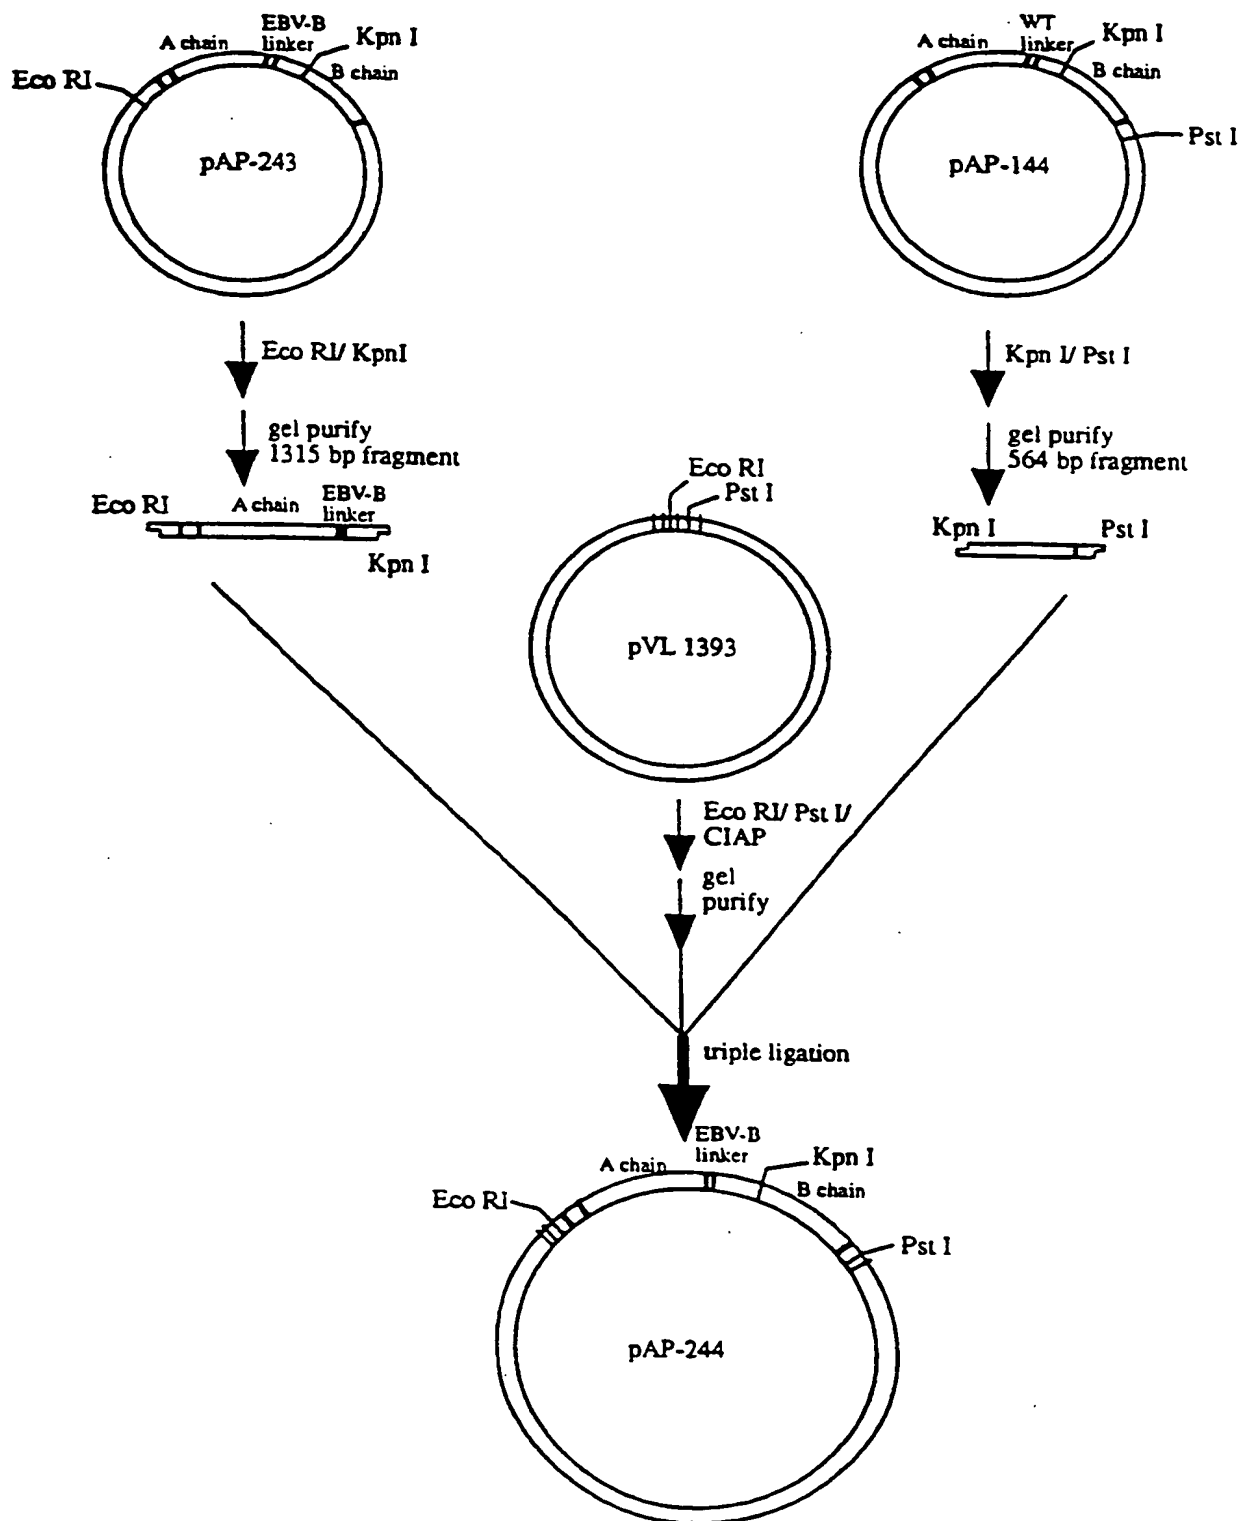 A chain
EBV-B
linker
Kpn I
B chain
Eco RI
pAP-243
A chain
WT
linker
Kpn I
B chain
Pst I
pAP-144
Eco RI/ KpnI
gel purify
1315 bp fragment
Kpn I/ Pst I
gel purify
564 bp fragment
Eco RI
A chain
EBV-B
linker
Kpn I
Eco RI
Pst I
Kpn I
Pst I
pVL 1393
Eco RI/ Pst I/
CIAP
gel
purify
triple ligation
A chain
EBV-B
linker
Kpn I
B chain
Eco RI
Pst I
pAP-244